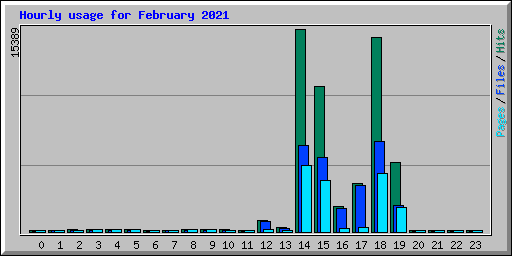 Hourly usage for February 2021
15389
Pages/Files/Hits
0 1 2 3 4 5 6 7 8 9 10 11 12 13 14 15 16 17 18 19 20 21 22 23